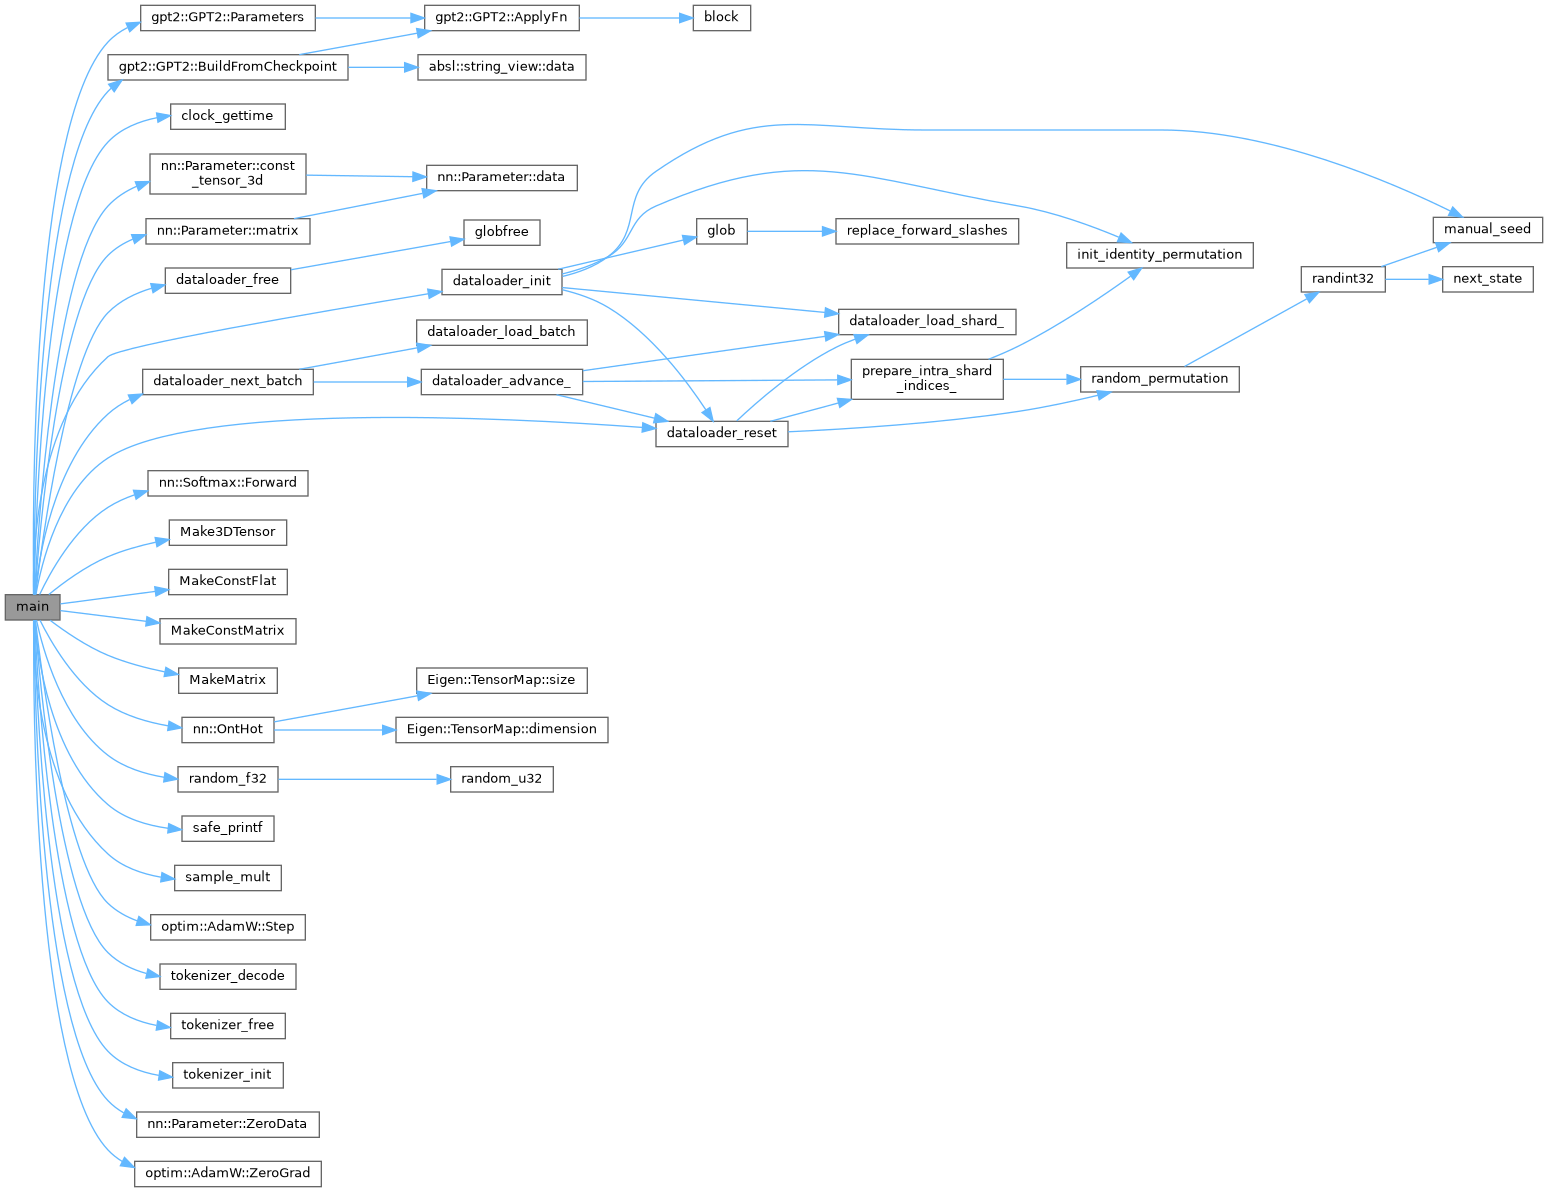 gpt2::GPT2::Parameters
gpt2::GPT2::ApplyFn
block
gpt2::GPT2::BuildFromCheckpoint
absl::string_view::data
clock_gettime
nn::Parameter::const
_tensor_3d
nn::Parameter::data
nn::Parameter::matrix
globfree
glob
replace_forward_slashes
manual_seed
init_identity_permutation
dataloader_free
dataloader_init
randint32
next_state
dataloader_load_batch
dataloader_load_shard_
dataloader_next_batch
dataloader_advance_
prepare_intra_shard
_indices_
random_permutation
dataloader_reset
nn::Softmax::Forward
Make3DTensor
MakeConstFlat
main
MakeConstMatrix
MakeMatrix
Eigen::TensorMap::size
nn::OntHot
Eigen::TensorMap::dimension
random_f32
random_u32
safe_printf
sample_mult
optim::AdamW::Step
tokenizer_decode
tokenizer_free
tokenizer_init
nn::Parameter::ZeroData
optim::AdamW::ZeroGrad